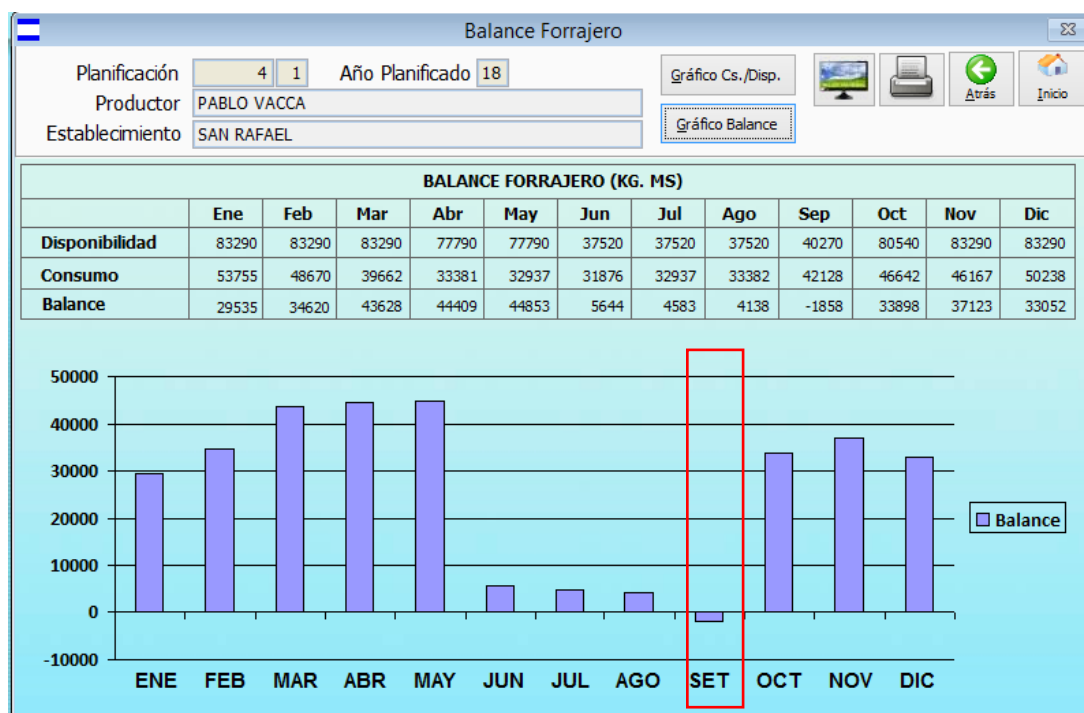 Balance Forrajero
Planificación 4 1 Año Planificado 18
Productor PABLO VACCA
Establecimiento SAN RAFAEL
Gráfico Cs./Disp.
Gráfico Balance
Atrás
Inicio
BALANCE FORRAJERO (KG. MS)
Ene Feb Mar Abr May Jun Jul Ago Sep Oct Nov Dic
Disponibilidad 83290 83290 83290 77790 77790 37520 37520 37520 40270 80540 83290 83290
Consumo 53755 48670 39662 33381 32937 31876 32937 33382 42128 46642 46167 50238
Balance 29535 34620 43628 44409 44853 5644 4583 4138 -1858 33898 37123 33052
50000
40000
30000
20000
10000
0
-10000
ENE FEB MAR ABR MAY JUN JUL AGO SET OCT NOV DIC
Balance